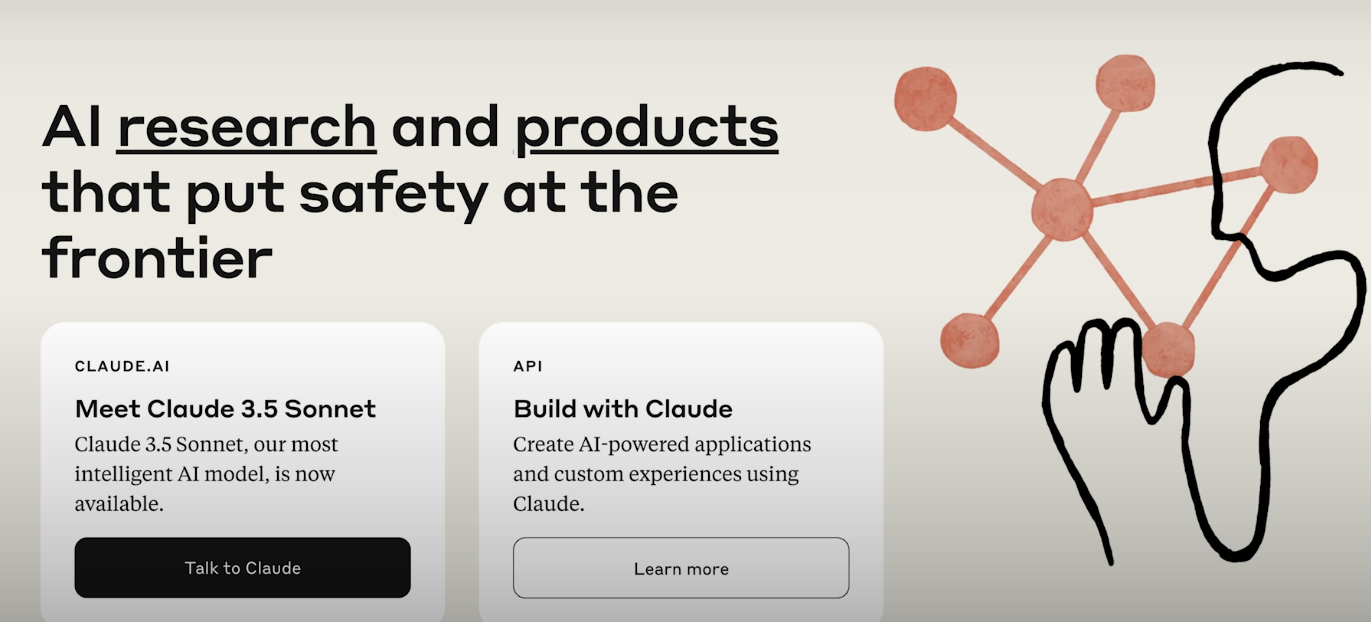 AI research and products
that put safety at the
frontier
CLAUDE.AI
Meet Claude 3.5 Sonnet
Claude 3.5 Sonnet, our most
intelligent AI model, is now
available.
Talk to Claude
API
Build with Claude
Create AI-powered applications
and custom experiences using
Claude.
Learn more